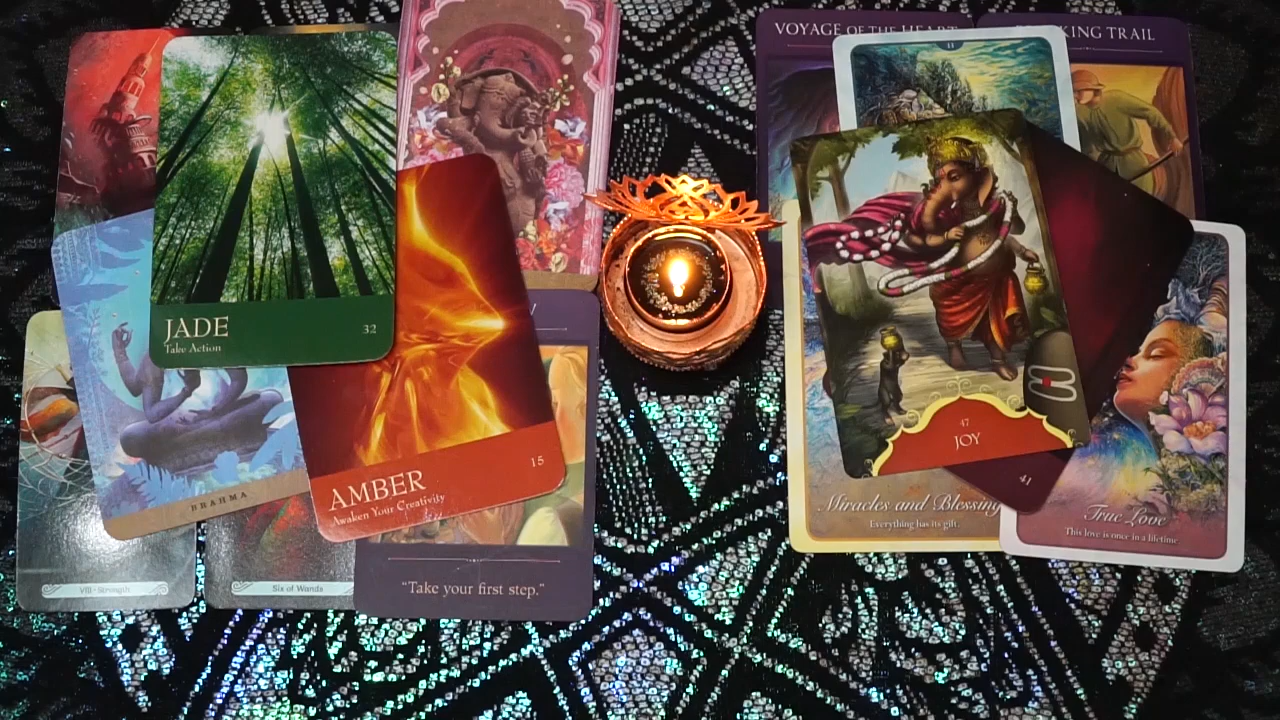 JADE
32
Take Action
BRAHMA
AMBER
15
Awaken Your Creativity
VIII · Strength
Six of Wands
"Take your first step."
VOYAGE OF THE HEART
KING TRAIL
II
47
JOY
41
Miracles and Blessing
Everything has its gift.
True Love
This love is once in a lifetime